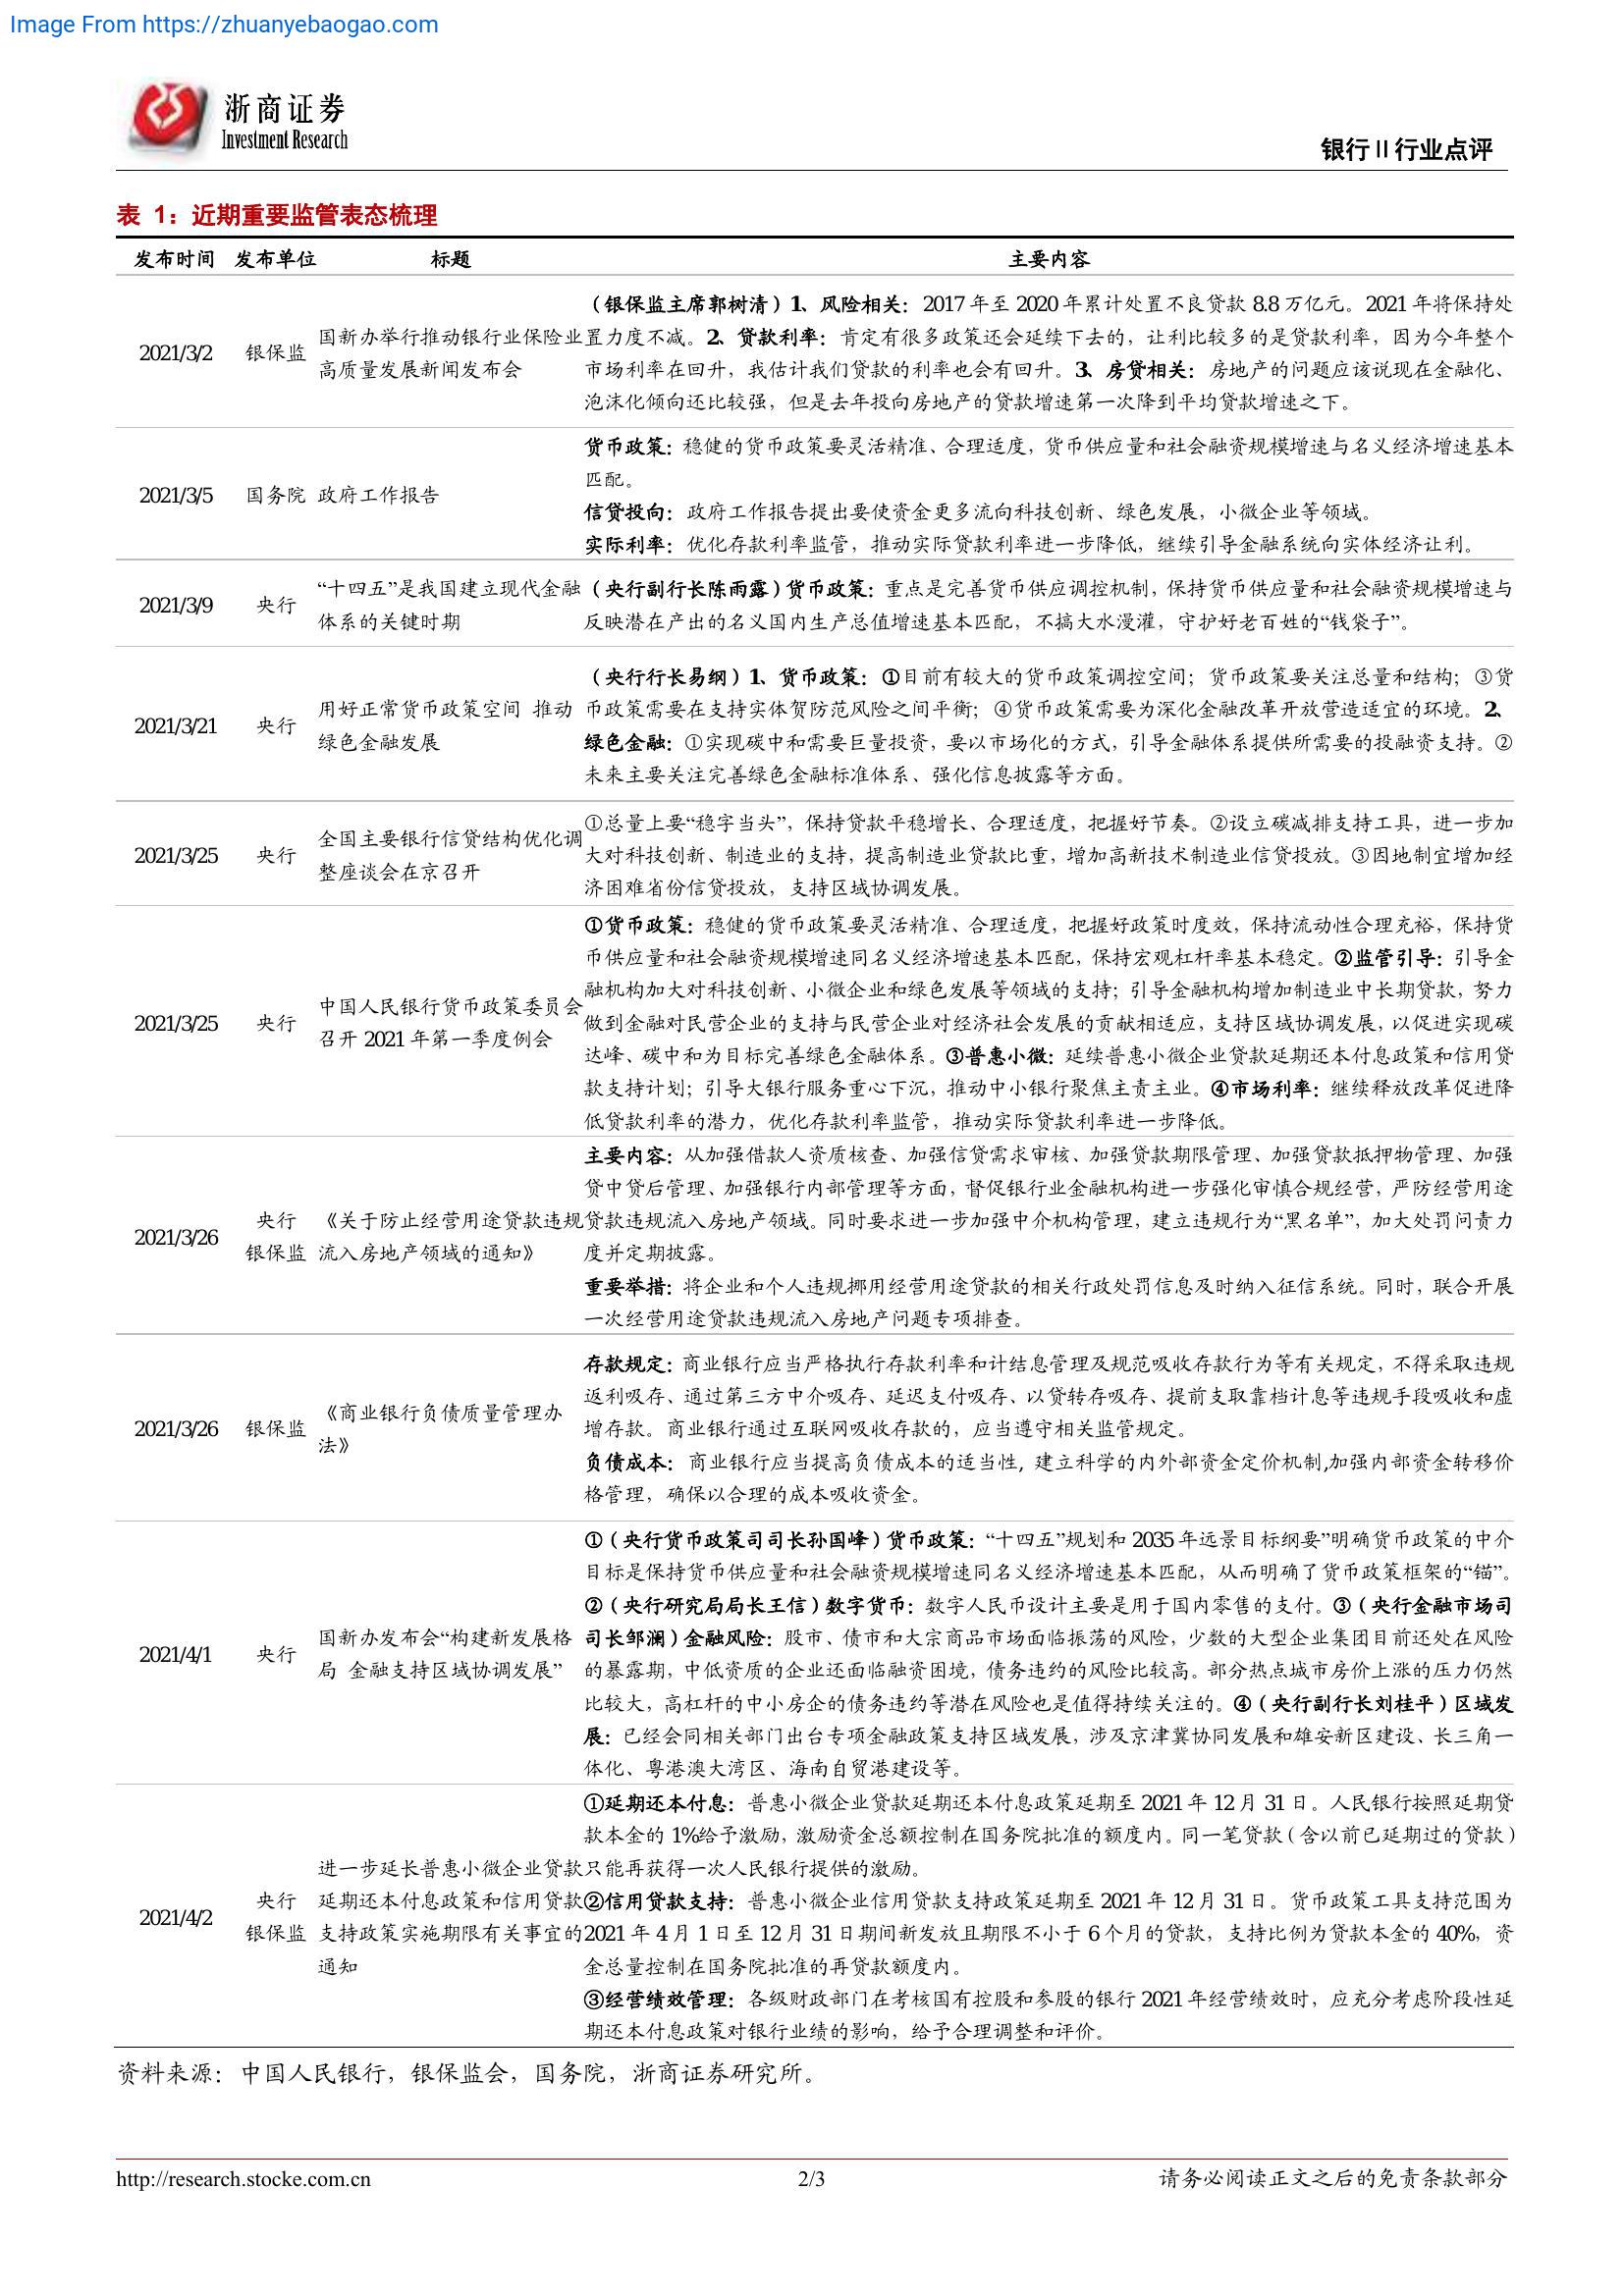 Image From https://zhuanyebaogao.com
浙商证券
Investment Research
银行Ⅱ行业点评
表 1：近期重要监管表态梳理
发布时间 发布单位 标题 主要内容
2021/3/2 银保监
国新办举行推动银行业保险业
高质量发展新闻发布会
（银保监主席郭树清）1、风险相关：2017 年至 2020 年累计处置不良贷款 8.8 万亿元。2021 年将保持处
置力度不减。2、贷款利率：肯定有很多政策还会延续下去的，让利比较多的是贷款利率，因为今年整个
市场利率在回升，我估计我们贷款的利率也会有回升。3、房贷相关：房地产的问题应该说现在金融化、
泡沫化倾向还比较强，但是去年投向房地产的贷款增速第一次降到平均贷款增速之下。
2021/3/5 国务院 政府工作报告
货币政策：稳健的货币政策要灵活精准、合理适度，货币供应量和社会融资规模增速与名义经济增速基本
匹配。
信贷投向：政府工作报告提出要使资金更多流向科技创新、绿色发展，小微企业等领域。
实际利率：优化存款利率监管，推动实际贷款利率进一步降低，继续引导金融系统向实体经济让利。
2021/3/9 央行
“十四五”是我国建立现代金融
体系的关键时期
（央行副行长陈雨露）货币政策：重点是完善货币供应调控机制，保持货币供应量和社会融资规模增速与
反映潜在产出的名义国内生产总值增速基本匹配，不搞大水漫灌，守护好老百姓的“钱袋子”。
2021/3/21 央行
用好正常货币政策空间 推动
绿色金融发展
（央行行长易纲）1、货币政策：①目前有较大的货币政策调控空间；货币政策要关注总量和结构；③货
币政策需要在支持实体贺防范风险之间平衡；④货币政策需要为深化金融改革开放营造适宜的环境。2、
绿色金融：①实现碳中和需要巨量投资，要以市场化的方式，引导金融体系提供所需要的投融资支持。②
未来主要关注完善绿色金融标准体系、强化信息披露等方面。
2021/3/25 央行
全国主要银行信贷结构优化调
整座谈会在京召开
①总量上要“稳字当头”，保持贷款平稳增长、合理适度，把握好节奏。②设立碳减排支持工具，进一步加
大对科技创新、制造业的支持，提高制造业贷款比重，增加高新技术制造业信贷投放。③因地制宜增加经
济困难省份信贷投放，支持区域协调发展。
2021/3/25 央行
中国人民银行货币政策委员会
召开 2021 年第一季度例会
①货币政策：稳健的货币政策要灵活精准、合理适度，把握好政策时度效，保持流动性合理充裕，保持货
币供应量和社会融资规模增速同名义经济增速基本匹配，保持宏观杠杆率基本稳定。②监管引导：引导金
融机构加大对科技创新、小微企业和绿色发展等领域的支持；引导金融机构增加制造业中长期贷款，努力
做到金融对民营企业的支持与民营企业对经济社会发展的贡献相适应，支持区域协调发展，以促进实现碳
达峰、碳中和为目标完善绿色金融体系。③普惠小微：延续普惠小微企业贷款延期还本付息政策和信用贷
款支持计划；引导大银行服务重心下沉，推动中小银行聚焦主责主业。④市场利率：继续释放改革促进降
低贷款利率的潜力，优化存款利率监管，推动实际贷款利率进一步降低。
2021/3/26
央行
银保监
《关于防止经营用途贷款违规
流入房地产领域的通知》
主要内容：从加强借款人资质核查、加强信贷需求审核、加强贷款期限管理、加强贷款抵押物管理、加强
贷中贷后管理、加强银行内部管理等方面，督促银行业金融机构进一步强化审慎合规经营，严防经营用途
贷款违规流入房地产领域。同时要求进一步加强中介机构管理，建立违规行为“黑名单”，加大处罚问责力
度并定期披露。
重要举措：将企业和个人违规挪用经营用途贷款的相关行政处罚信息及时纳入征信系统。同时，联合开展
一次经营用途贷款违规流入房地产问题专项排查。
2021/3/26 银保监
《商业银行负债质量管理办
法》
存款规定：商业银行应当严格执行存款利率和计结息管理及规范吸收存款行为等有关规定，不得采取违规
返利吸存、通过第三方中介吸存、延迟支付吸存、以贷转存吸存、提前支取靠档计息等违规手段吸收和虚
增存款。商业银行通过互联网吸收存款的，应当遵守相关监管规定。
负债成本：商业银行应当提高负债成本的适当性，建立科学的内外部资金定价机制,加强内部资金转移价
格管理，确保以合理的成本吸收资金。
2021/4/1 央行
国新办发布会“构建新发展格
局 金融支持区域协调发展”
①（央行货币政策司司长孙国峰）货币政策：“十四五”规划和 2035 年远景目标纲要”明确货币政策的中介
目标是保持货币供应量和社会融资规模增速同名义经济增速基本匹配，从而明确了货币政策框架的“锚”。
②（央行研究局局长王信）数字货币：数字人民币设计主要是用于国内零售的支付。③（央行金融市场司
司长邹澜）金融风险：股市、债市和大宗商品市场面临振荡的风险，少数的大型企业集团目前还处在风险
的暴露期，中低资质的企业还面临融资困境，债务违约的风险比较高。部分热点城市房价上涨的压力仍然
比较大，高杠杆的中小房企的债务违约等潜在风险也是值得持续关注的。④（央行副行长刘桂平）区域发
展：已经会同相关部门出台专项金融政策支持区域发展，涉及京津冀协同发展和雄安新区建设、长三角一
体化、粤港澳大湾区、海南自贸港建设等。
2021/4/2
央行
银保监
进一步延长普惠小微企业贷款
延期还本付息政策和信用贷款
支持政策实施期限有关事宜的
通知
①延期还本付息：普惠小微企业贷款延期还本付息政策延期至 2021 年 12 月 31 日。人民银行按照延期贷
款本金的 1%给予激励，激励资金总额控制在国务院批准的额度内。同一笔贷款（含以前已延期过的贷款）
只能再获得一次人民银行提供的激励。
②信用贷款支持：普惠小微企业信用贷款支持政策延期至 2021 年 12 月 31 日。货币政策工具支持范围为
2021 年 4 月 1 日至 12 月 31 日期间新发放且期限不小于 6 个月的贷款，支持比例为贷款本金的 40%，资
金总量控制在国务院批准的再贷款额度内。
③经营绩效管理：各级财政部门在考核国有控股和参股的银行 2021 年经营绩效时，应充分考虑阶段性延
期还本付息政策对银行业绩的影响，给予合理调整和评价。
资料来源：中国人民银行，银保监会，国务院，浙商证券研究所。
http://research.stocke.com.cn 2/3 请务必阅读正文之后的免责条款部分